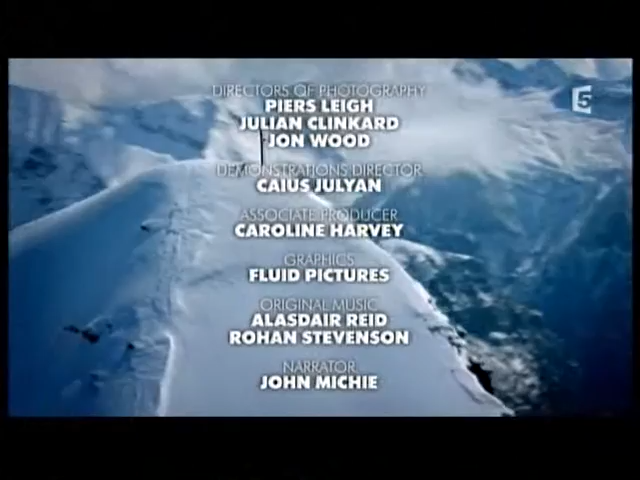 DIRECTORS OF PHOTOGRAPHY
PIERS LEIGH
JULIAN CLINKARD
JON WOOD
DEMONSTRATIONS DIRECTOR
CAIUS JULYAN
ASSOCIATE PRODUCER
CAROLINE HARVEY
GRAPHICS
FLUID PICTURES
ORIGINAL MUSIC
ALASDAIR REID
ROHAN STEVENSON
NARRATOR
JOHN MICHIE
5